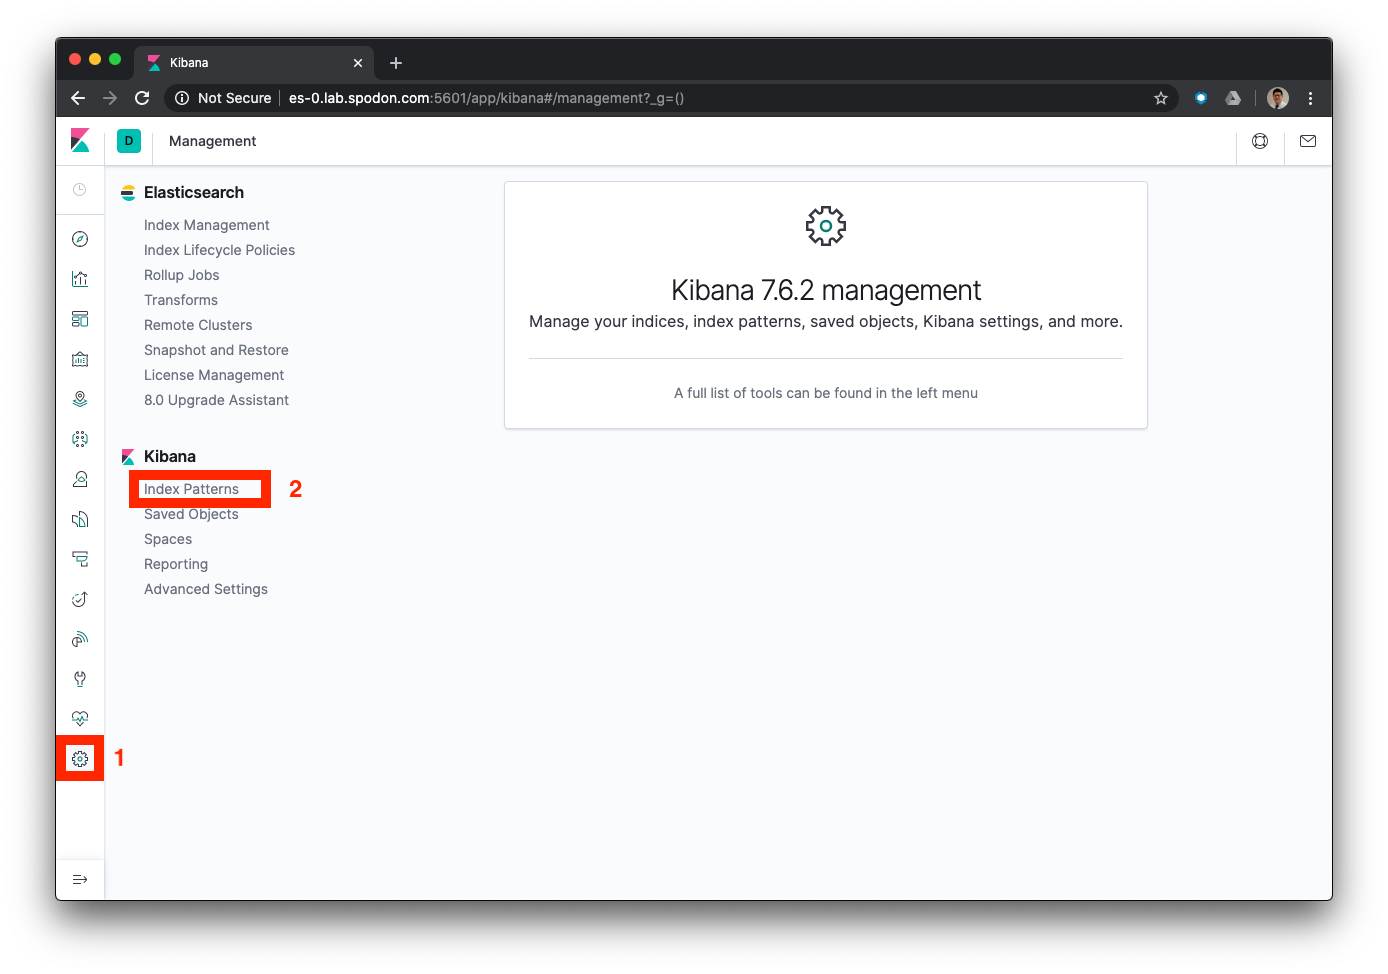 Kibana
Not Secure
es-0.lab.spodon.com:5601/app/kibana#/management?_g=()
D
Management
Elasticsearch
Index Management
Index Lifecycle Policies
Rollup Jobs
Transforms
Remote Clusters
Snapshot and Restore
License Management
8.0 Upgrade Assistant
Kibana
Index Patterns
2
Saved Objects
Spaces
Reporting
Advanced Settings
1
Kibana 7.6.2 management
Manage your indices, index patterns, saved objects, Kibana settings, and more.
A full list of tools can be found in the left menu